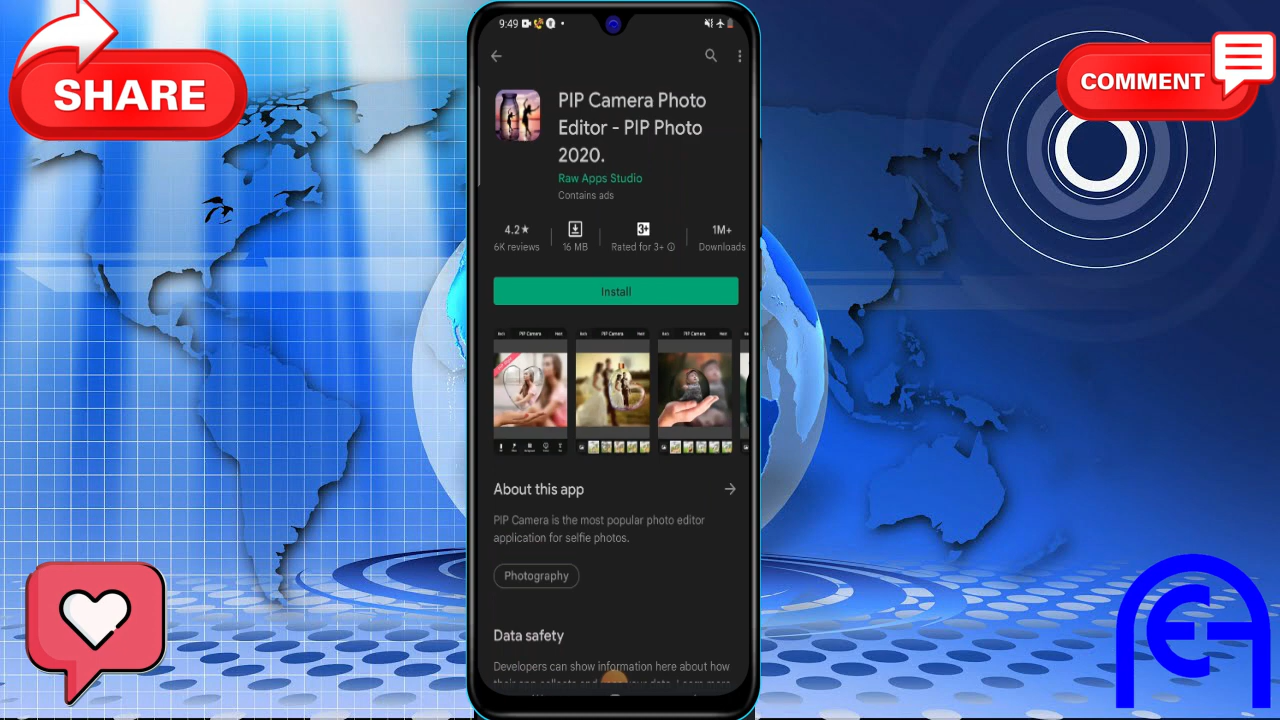 SHARE
COMMENT
9:49
PIP Camera Photo
Editor - PIP Photo
2020.
Raw Apps Studio
Contains ads
4.2★
6K reviews
16 MB
3+
Rated for 3+
1M+
Downloads
Install
PIP Camera
PIP Camera
PIP Camera
About this app
PIP Camera is the most popular photo editor
application for selfie photos.
Photography
Data safety
Developers can show information here about how